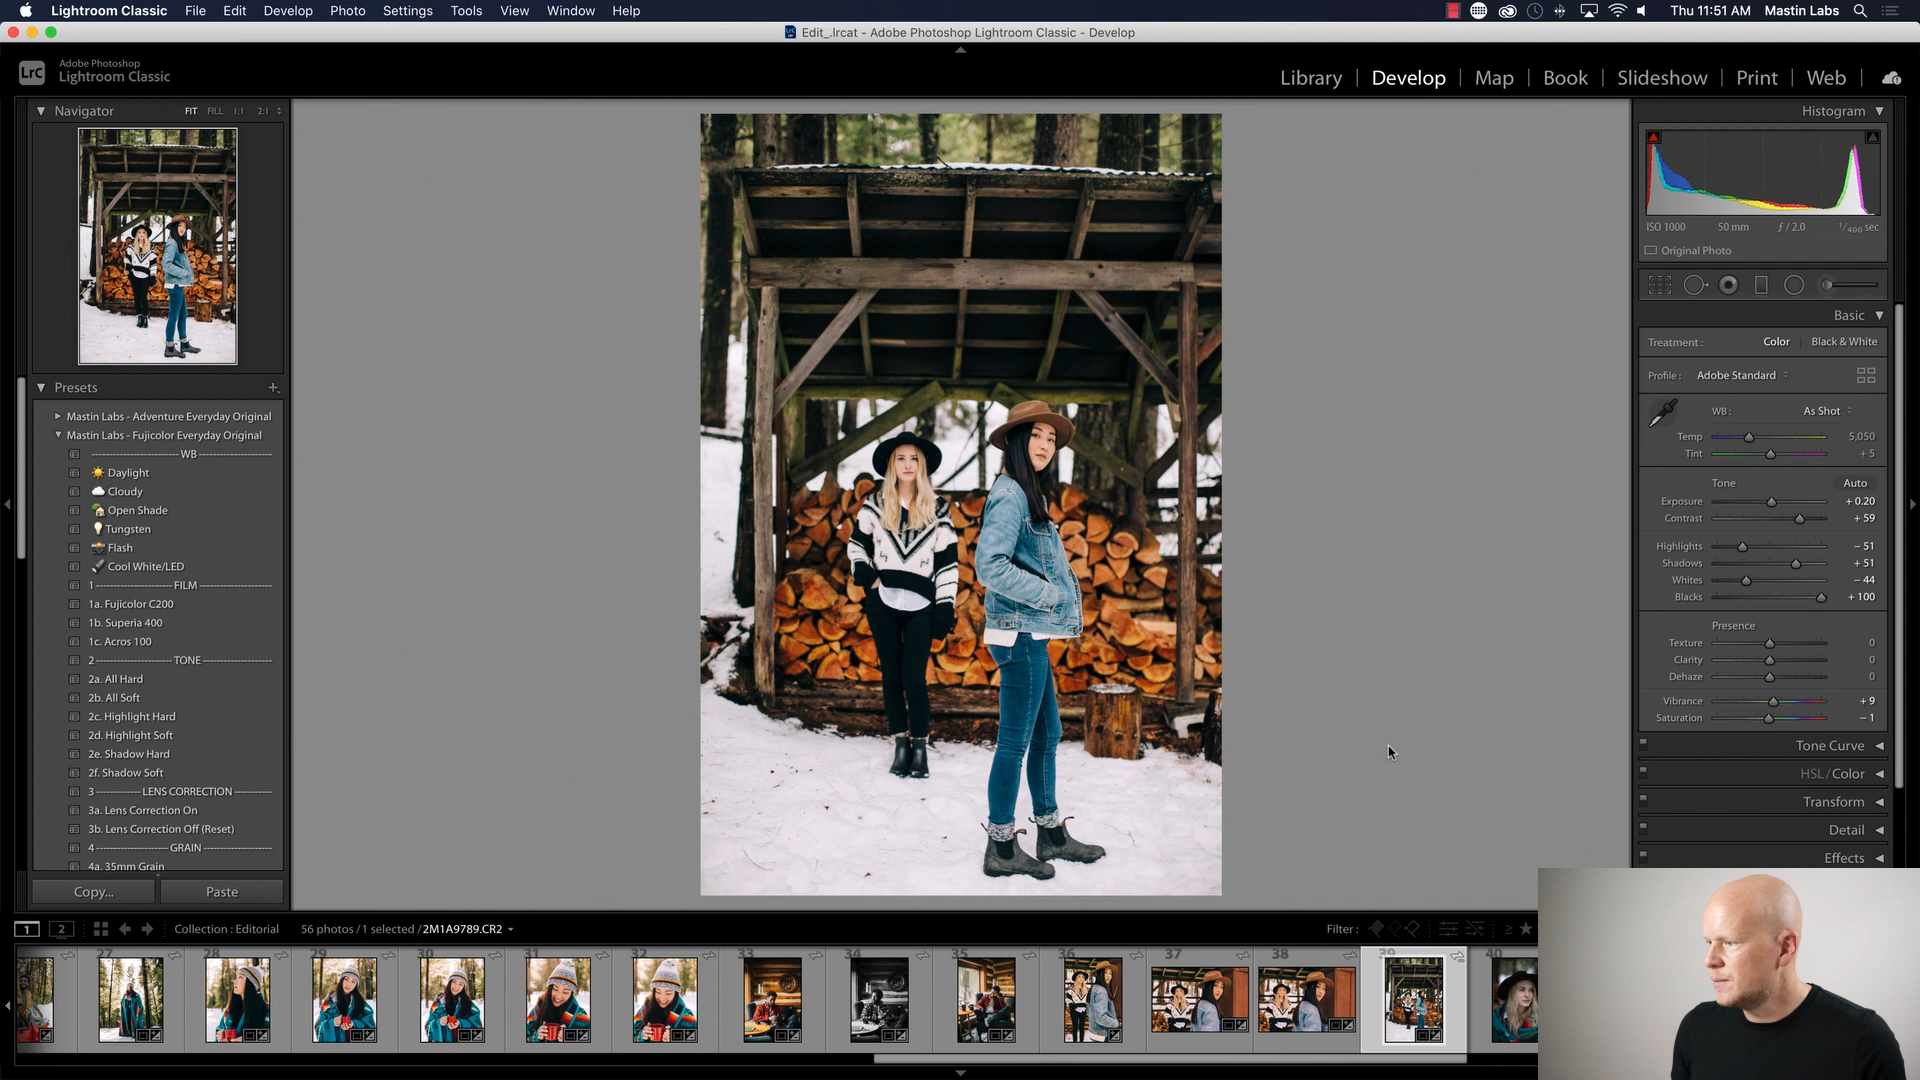 Lightroom Classic File Edit Develop Photo Settings Tools View Window Help
Thu 11:51 AM Mastin Labs
Edit_.lrcat - Adobe Photoshop Lightroom Classic - Develop
LrC
Adobe Photoshop
Lightroom Classic
Library | Develop | Map | Book | Slideshow | Print | Web
Navigator FIT FILL 1:1 2:1
Presets
Mastin Labs - Adventure Everyday Original
Mastin Labs - Fujicolor Everyday Original
WB
Daylight
Cloudy
Open Shade
Tungsten
Flash
Cool White/LED
1 FILM
1a. Fujicolor C200
1b. Superia 400
1c. Acros 100
2 TONE
2a. All Hard
2b. All Soft
2c. Highlight Hard
2d. Highlight Soft
2e. Shadow Hard
2f. Shadow Soft
3 LENS CORRECTION
3a. Lens Correction On
3b. Lens Correction Off (Reset)
4 GRAIN
4a. 35mm Grain
Copy... Paste
Histogram
ISO 1000 50 mm ƒ / 2.0 1/400 sec
Original Photo
Basic
Treatment : Color | Black & White
Profile : Adobe Standard
WB : As Shot
Temp 5,050
Tint + 5
Tone Auto
Exposure + 0.20
Contrast + 59
Highlights − 51
Shadows + 51
Whites − 44
Blacks + 100
Presence
Texture 0
Clarity 0
Dehaze 0
Vibrance + 9
Saturation − 1
Tone Curve
HSL / Color
Transform
Detail
Effects
1 2 Collection : Editorial 56 photos / 1 selected / 2M1A9789.CR2 Filter : ≥
27 28 29 30 31 32 33 34 35 36 37 38 39 40